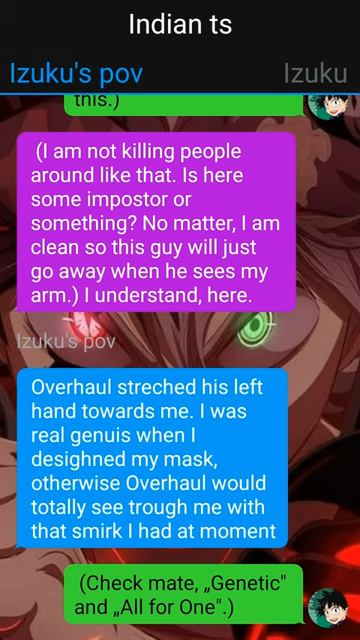 Indian ts
Izuku's pov
Izuku
this.)
(I am not killing people
around like that. Is here
some impostor or
something? No matter, I am
clean so this guy will just
go away when he sees my
arm.) I understand, here.
Izuku's pov
Overhaul streched his left
hand towards me. I was
real genuis when I
desighned my mask,
otherwise Overhaul would
totally see trough me with
that smirk I had at moment
(Check mate, „Genetic"
and „All for One".)